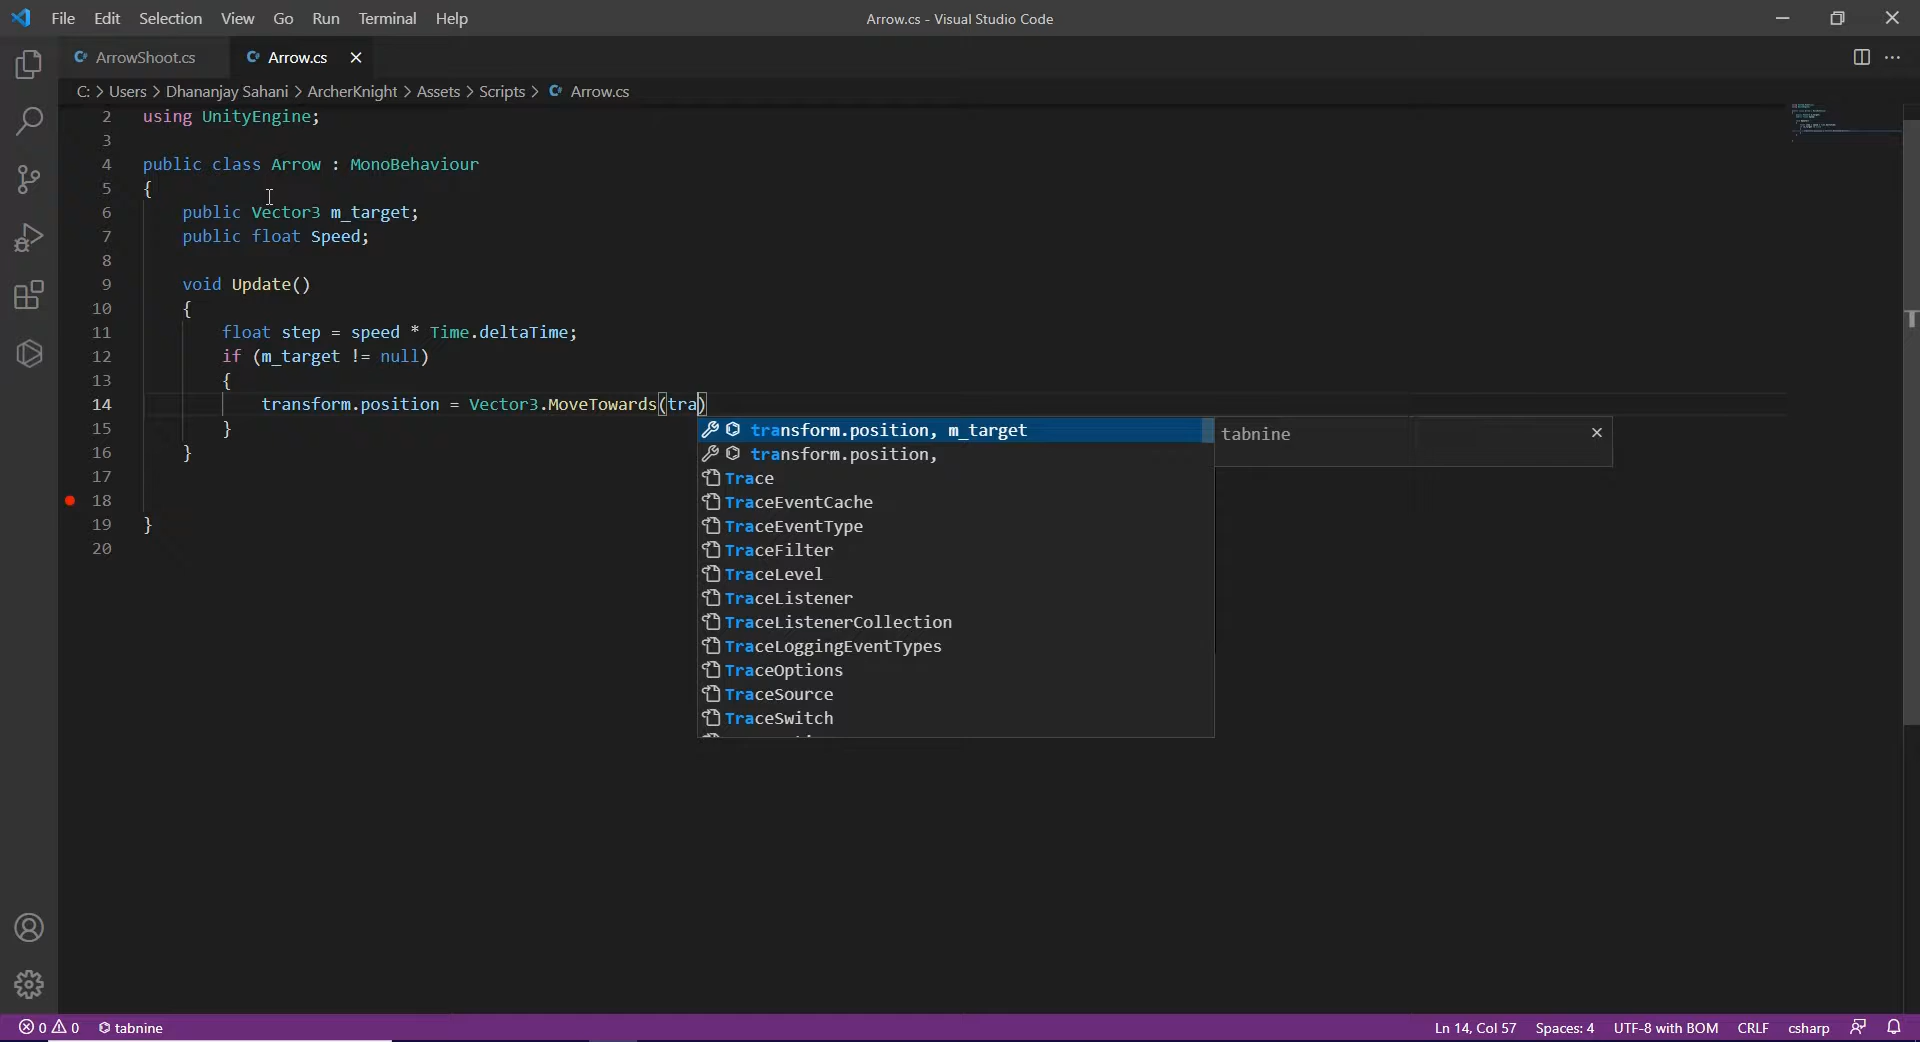 File Edit Selection View Go Run Terminal Help
Arrow.cs - Visual Studio Code
ArrowShoot.cs
Arrow.cs
C: > Users > Dhananjay Sahani > ArcherKnight > Assets > Scripts > Arrow.cs
2 using UnityEngine;
3
4 public class Arrow : MonoBehaviour
5 {
6 public Vector3 m_target;
7 public float Speed;
8
9 void Update()
10 {
11 float step = speed * Time.deltaTime;
12 if (m_target != null)
13 {
14 transform.position = Vector3.MoveTowards(tra)
15 }
16 }
17
18
19 }
20
transform.position, m_target
transform.position,
Trace
TraceEventCache
TraceEventType
TraceFilter
TraceLevel
TraceListener
TraceListenerCollection
TraceLoggingEventTypes
TraceOptions
TraceSource
TraceSwitch
tabnine
0 0 tabnine
Ln 14, Col 57 Spaces: 4 UTF-8 with BOM CRLF csharp